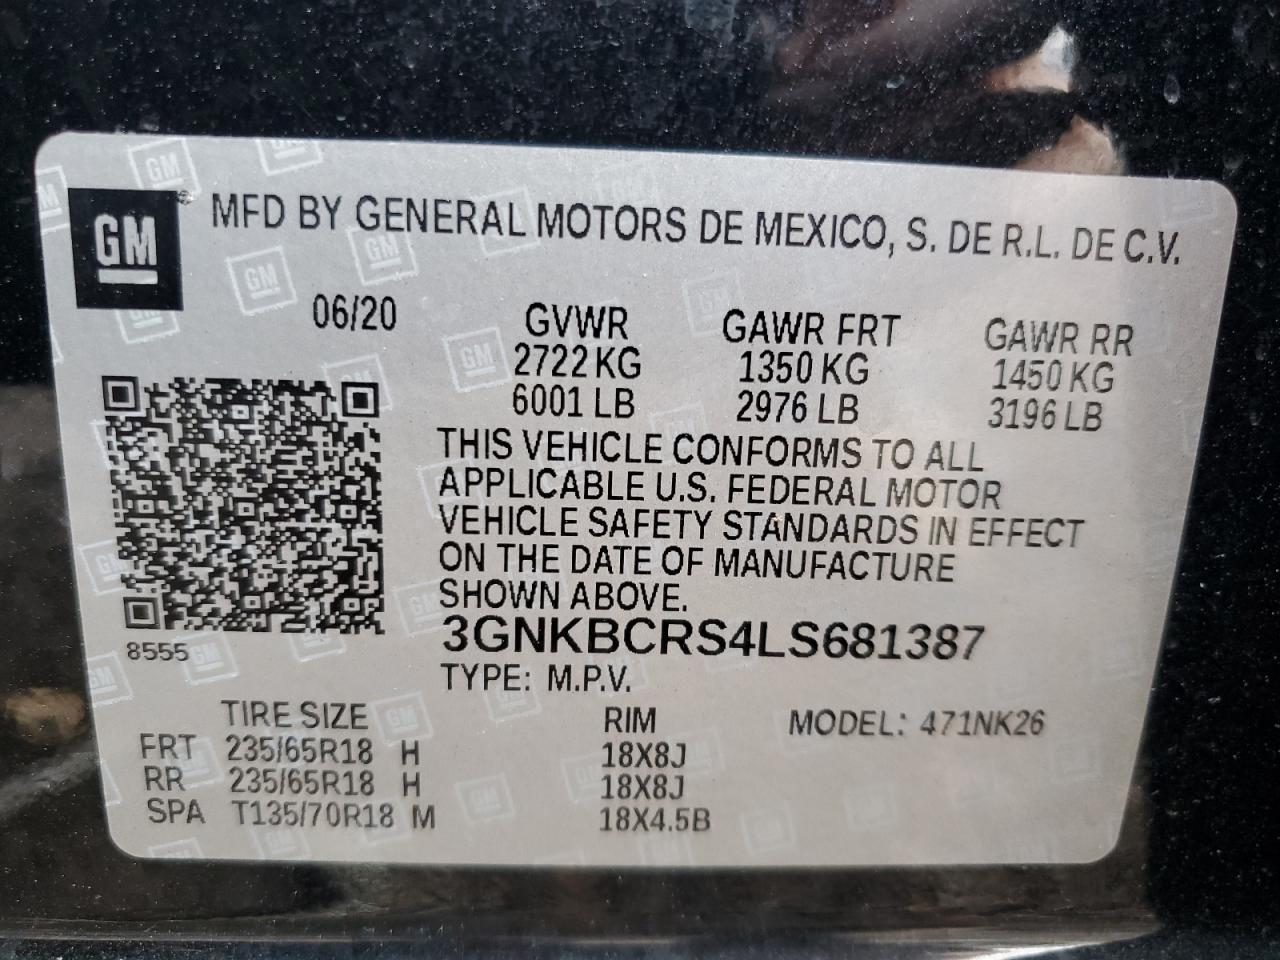 GM ® MFD BY GENERAL MOTORS DE MEXICO, S. DE R.L. DE C.V.
06/20 GVWR GAWR FRT GAWR RR
2722 KG 1350 KG 1450 KG
6001 LB 2976 LB 3196 LB
THIS VEHICLE CONFORMS TO ALL
APPLICABLE U.S. FEDERAL MOTOR
VEHICLE SAFETY STANDARDS IN EFFECT
ON THE DATE OF MANUFACTURE
SHOWN ABOVE.
8555 3GNKBCRS4LS681387
TYPE: M.P.V.
TIRE SIZE RIM MODEL: 471NK26
FRT 235/65R18 H 18X8J
RR 235/65R18 H 18X8J
SPA T135/70R18 M 18X4.5B